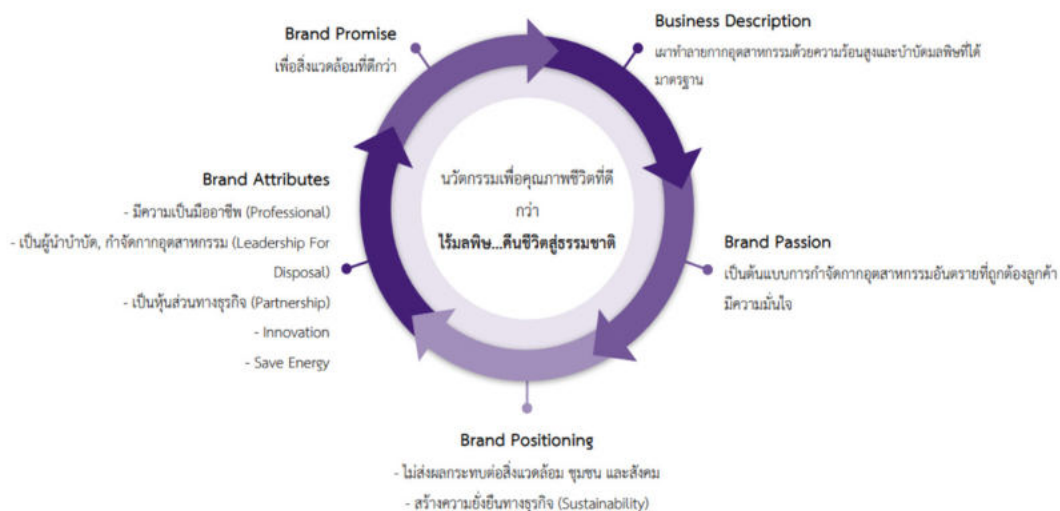 Brand Promise
เพื่อสิ่งแวดล้อมที่ดีกว่า
Business Description
เผาทำลายกากอุตสาหกรรมด้วยความร้อนสูงและบำบัดมลพิษที่ได้
มาตรฐาน
Brand Attributes
- มีความเป็นมืออาชีพ (Professional)
- เป็นผู้นำบำบัด, กำจัดกากอุตสาหกรรม (Leadership For
Disposal)
- เป็นหุ้นส่วนทางธุรกิจ (Partnership)
- Innovation
- Save Energy
นวัตกรรมเพื่อคุณภาพชีวิตที่ดี
กว่า
ไร้มลพิษ...คืนชีวิตสู่ธรรมชาติ
Brand Passion
เป็นต้นแบบการกำจัดกากอุตสาหกรรมอันตรายที่ถูกต้องลูกค้า
มีความมั่นใจ
Brand Positioning
- ไม่ส่งผลกระทบต่อสิ่งแวดล้อม ชุมชน และสังคม
- สร้างความยั่งยืนทางธุรกิจ (Sustainability)